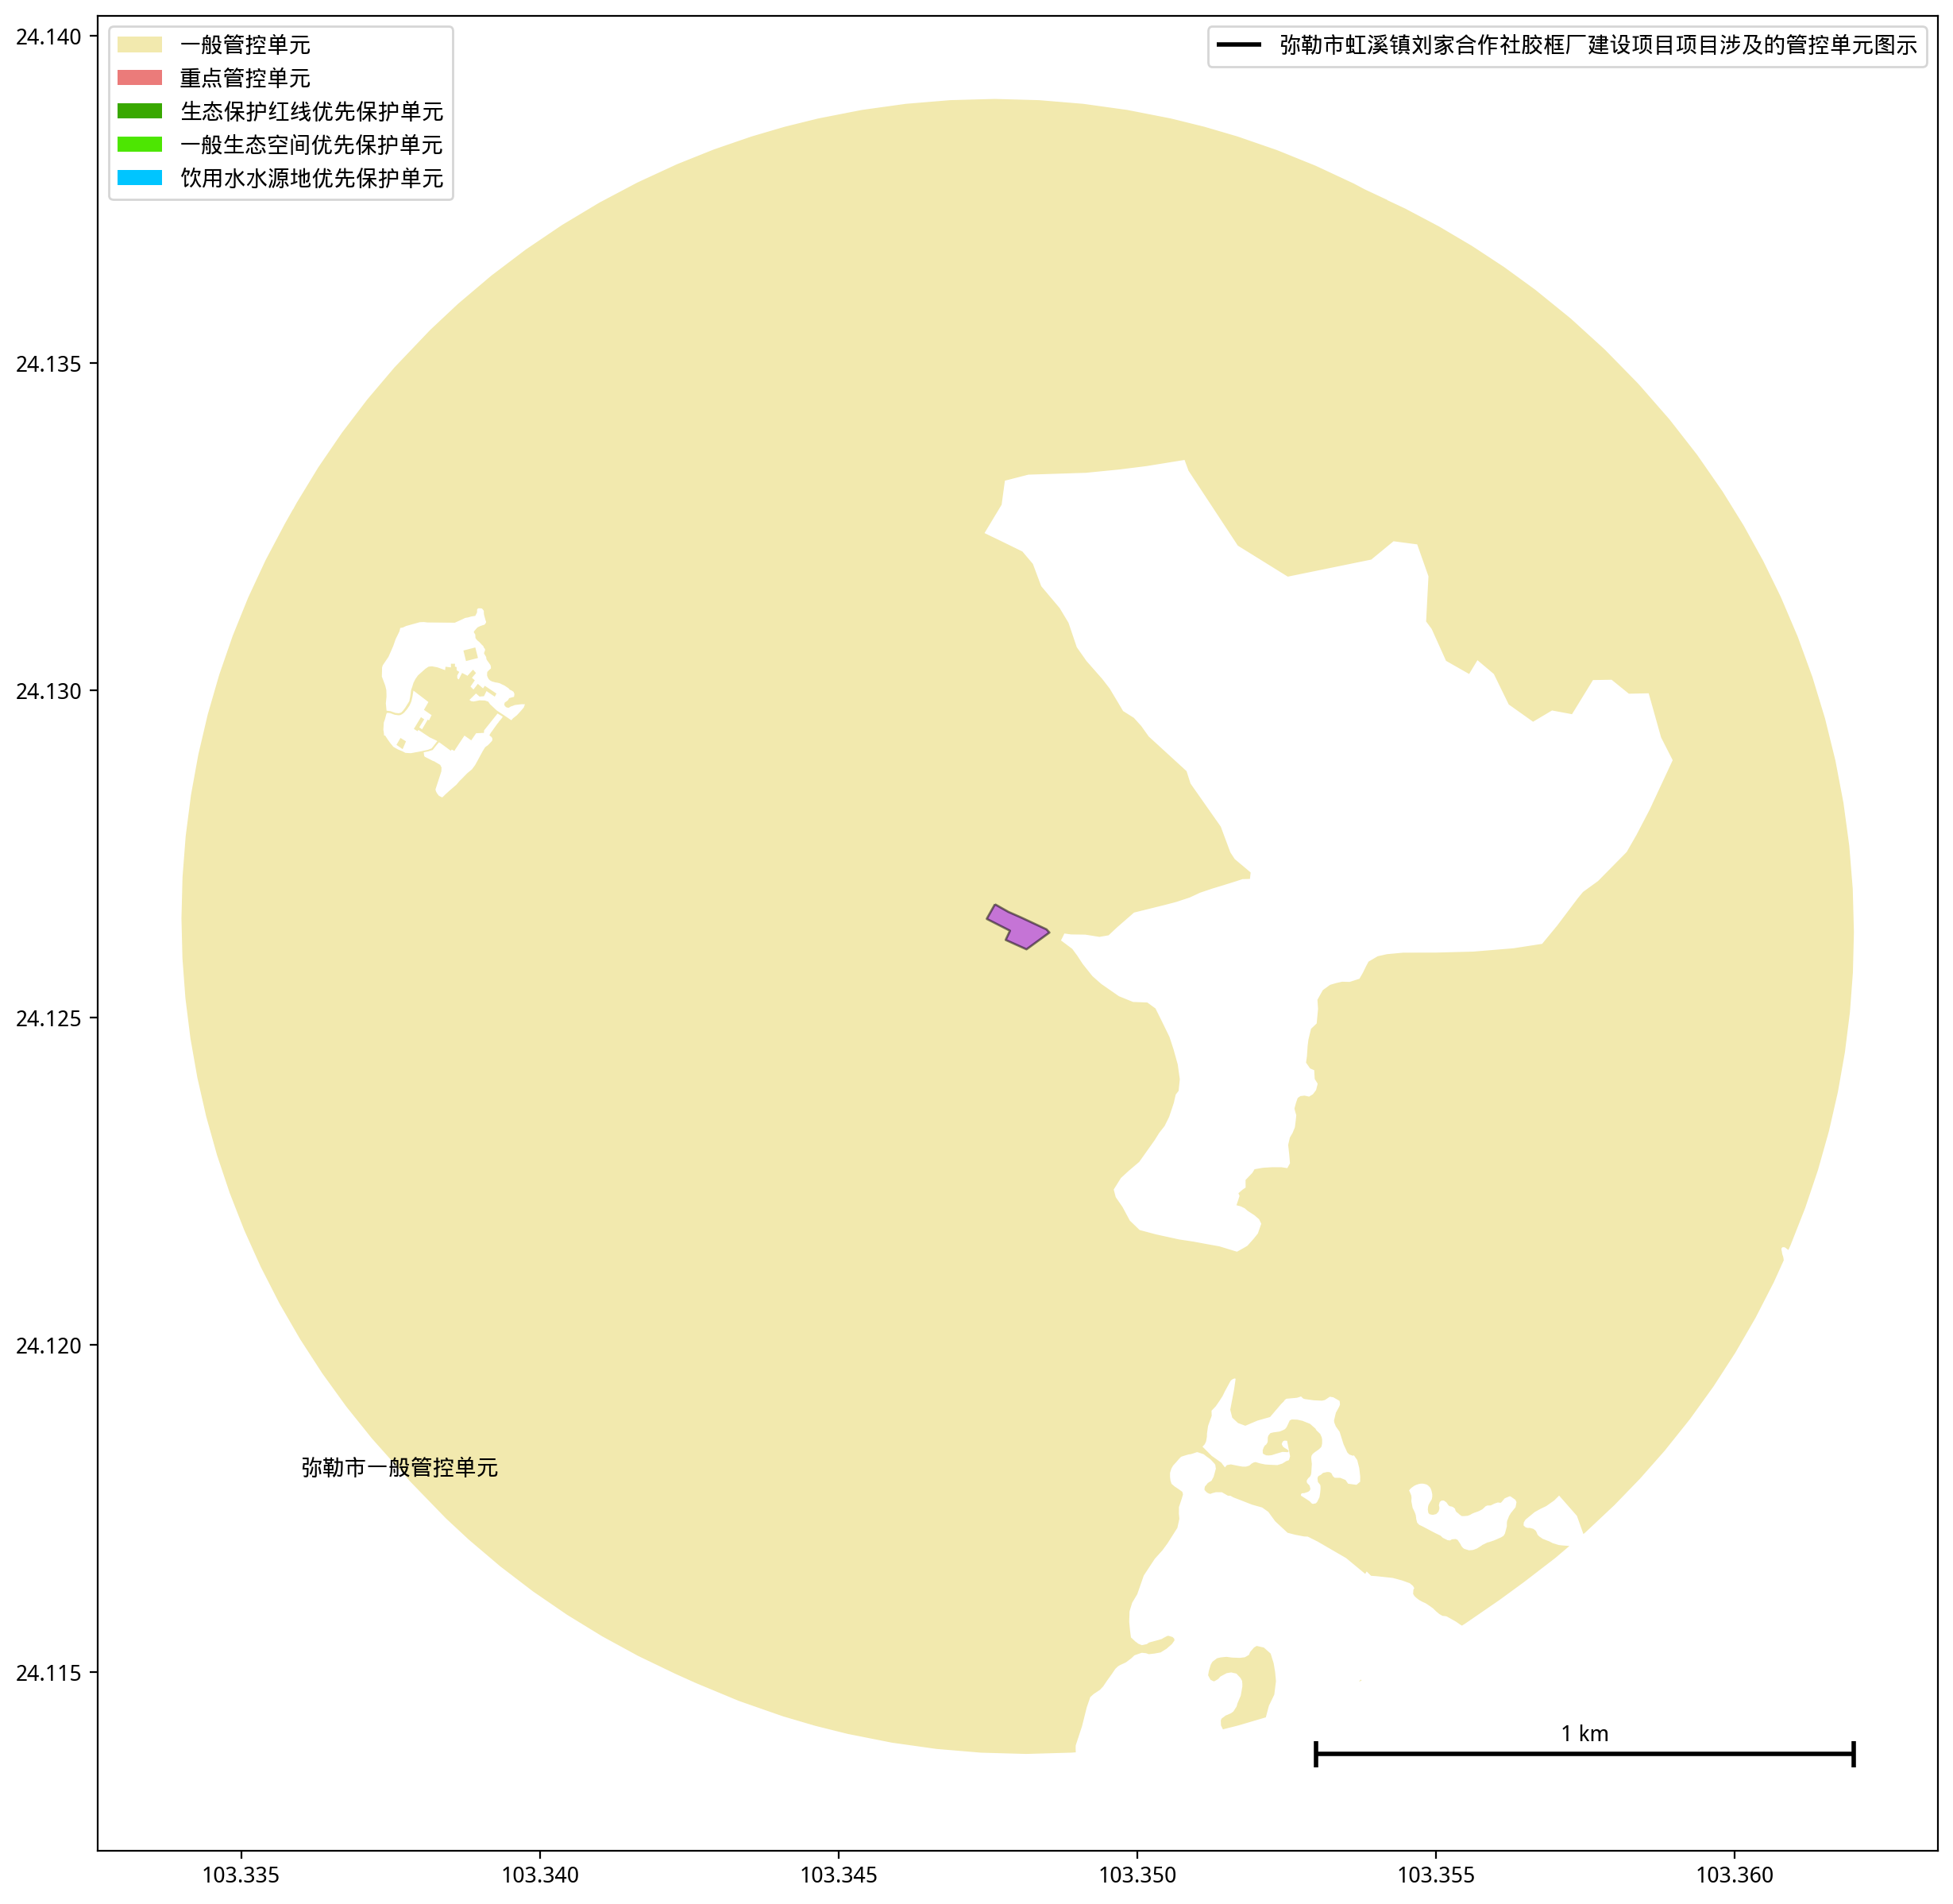 24.140
24.135
24.130
24.125
24.120
24.115
一般管控单元
重点管控单元
生态保护红线优先保护单元
一般生态空间优先保护单元
饮用水水源地优先保护单元
弥勒市虹溪镇刘家合作社胶框厂建设项目项目涉及的管控单元图示
弥勒市一般管控单元
1 km
103.335
103.340
103.345
103.350
103.355
103.360